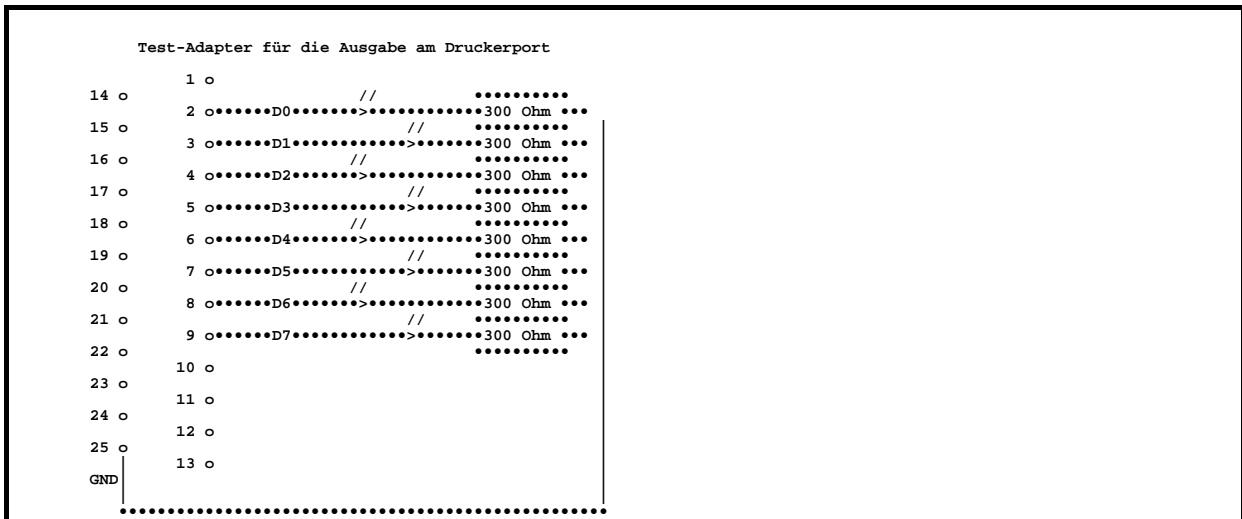 Test-Adapter für die Ausgabe am Druckerport
1 o
14 o // ••••••••••
2 o••••••D0•••••••>••••••••••••300 Ohm •••
15 o // ••••••••••
3 o••••••D1••••••••••••>•••••••300 Ohm •••
16 o // ••••••••••
4 o••••••D2•••••••>••••••••••••300 Ohm •••
17 o // ••••••••••
5 o••••••D3••••••••••••>•••••••300 Ohm •••
18 o // ••••••••••
6 o••••••D4•••••••>••••••••••••300 Ohm •••
19 o // ••••••••••
7 o••••••D5••••••••••••>•••••••300 Ohm •••
20 o // ••••••••••
8 o••••••D6•••••••>••••••••••••300 Ohm •••
21 o // ••••••••••
9 o••••••D7••••••••••••>•••••••300 Ohm •••
22 o ••••••••••
10 o
23 o
11 o
24 o
12 o
25 o
13 o
GND